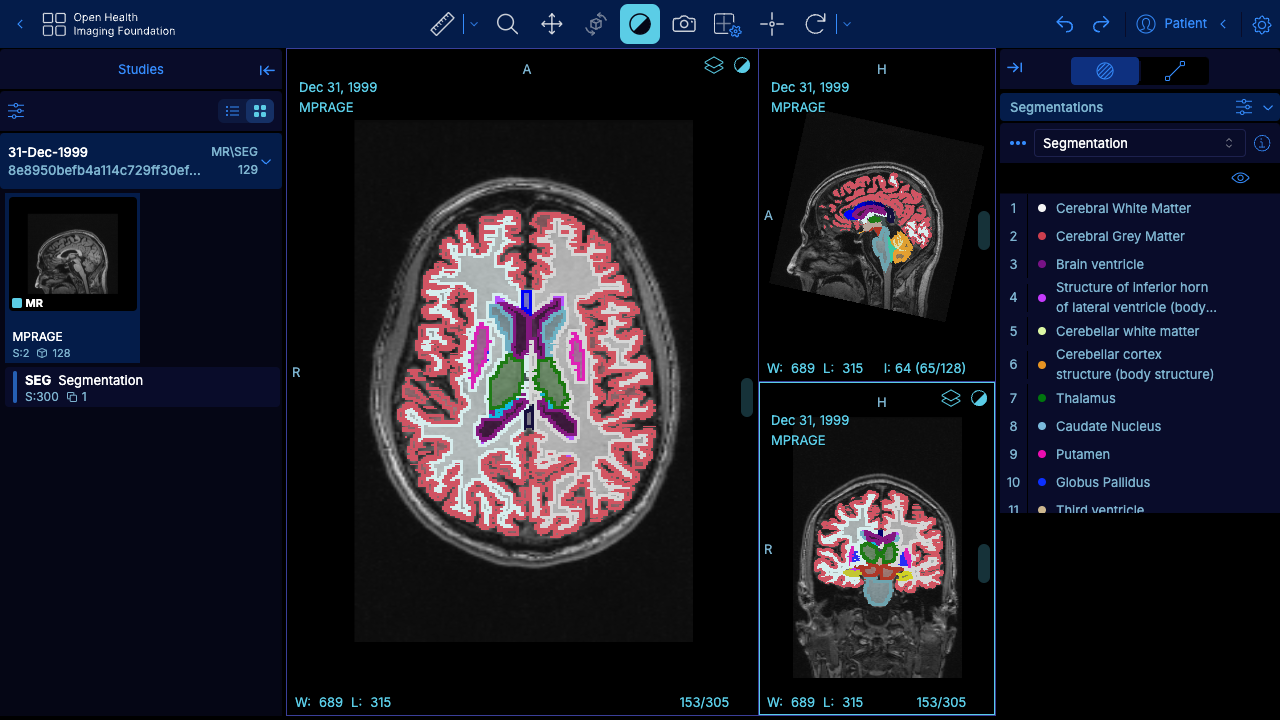 Open Health
Imaging Foundation
Patient
Studies
31-Dec-1999
MR\SEG
8e8950befb4a114c729ff30ef...
129
MR
MPRAGE
S:2 128
SEG Segmentation
S:300 1
A
Dec 31, 1999
MPRAGE
R
W: 689 L: 315
153/305
H
Dec 31, 1999
MPRAGE
A
W: 689 L: 315
I: 64 (65/128)
H
Dec 31, 1999
MPRAGE
R
W: 689 L: 315
153/305
Segmentations
Segmentation
1 Cerebral White Matter
2 Cerebral Grey Matter
3 Brain ventricle
4 Structure of inferior horn
of lateral ventricle (body...
5 Cerebellar white matter
6 Cerebellar cortex
structure (body structure)
7 Thalamus
8 Caudate Nucleus
9 Putamen
10 Globus Pallidus
11 Third ventricle